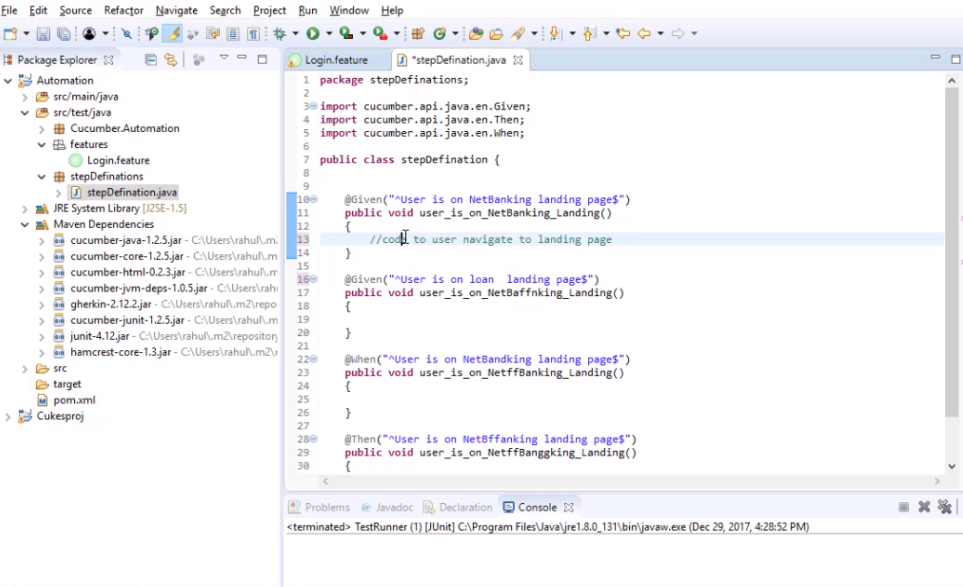 File Edit Source Refactor Navigate Search Project Run Window Help
Package Explorer
Automation
src/main/java
src/test/java
Cucumber.Automation
features
Login.feature
stepDefinations
stepDefination.java
JRE System Library [J2SE-1.5]
Maven Dependencies
cucumber-java-1.2.5.jar - C:\Users\rahul\.m2
cucumber-core-1.2.5.jar - C:\Users\rahul\.m
cucumber-html-0.2.3.jar - C:\Users\rahul\.m
cucumber-jvm-deps-1.0.5.jar - C:\Users\rahu
gherkin-2.12.2.jar - C:\Users\rahul\.m2\repo
cucumber-junit-1.2.5.jar - C:\Users\rahul\.m
junit-4.12.jar - C:\Users\rahul\.m2\repository
hamcrest-core-1.3.jar - C:\Users\rahul\.m2\r
src
target
pom.xml
Cukesproj
Login.feature *stepDefination.java
1 package stepDefinations;
2
3 import cucumber.api.java.en.Given;
4 import cucumber.api.java.en.Then;
5 import cucumber.api.java.en.When;
6
7 public class stepDefination {
8
9
10 @Given("^User is on NetBanking landing page$")
11 public void user_is_on_NetBanking_Landing()
12 {
13 //code to user navigate to landing page
14 }
15
16 @Given("^User is on loan  landing page$")
17 public void user_is_on_NetBaffnking_Landing()
18 {
19
20 }
21
22 @When("^User is on NetBandking landing page$")
23 public void user_is_on_NetffBanking_Landing()
24 {
25
26 }
27
28 @Then("^User is on NetBffanking landing page$")
29 public void user_is_on_NetffBanggking_Landing()
30 {
Problems @ Javadoc Declaration Console
<terminated> TestRunner (1) [JUnit] C:\Program Files\Java\jre1.8.0_131\bin\javaw.exe (Dec 29, 2017, 4:28:52 PM)